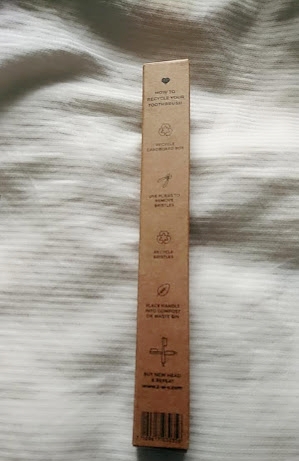 HOW TO
RECYCLE YOUR
TOOTHBRUSH
RECYCLE
CARDBOARD BOX
USE PLIERS TO
REMOVE
BRISTLES
RECYCLE
BRISTLES
PLACE HANDLE
INTO COMPOST
OR WASTE BIN
BUY NEW HEAD
& REPEAT